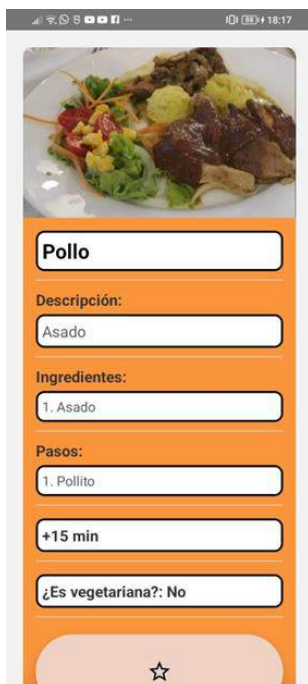 18:17
Pollo
Descripción:
Asado
Ingredientes:
1. Asado
Pasos:
1. Pollito
+15 min
¿Es vegetariana?: No